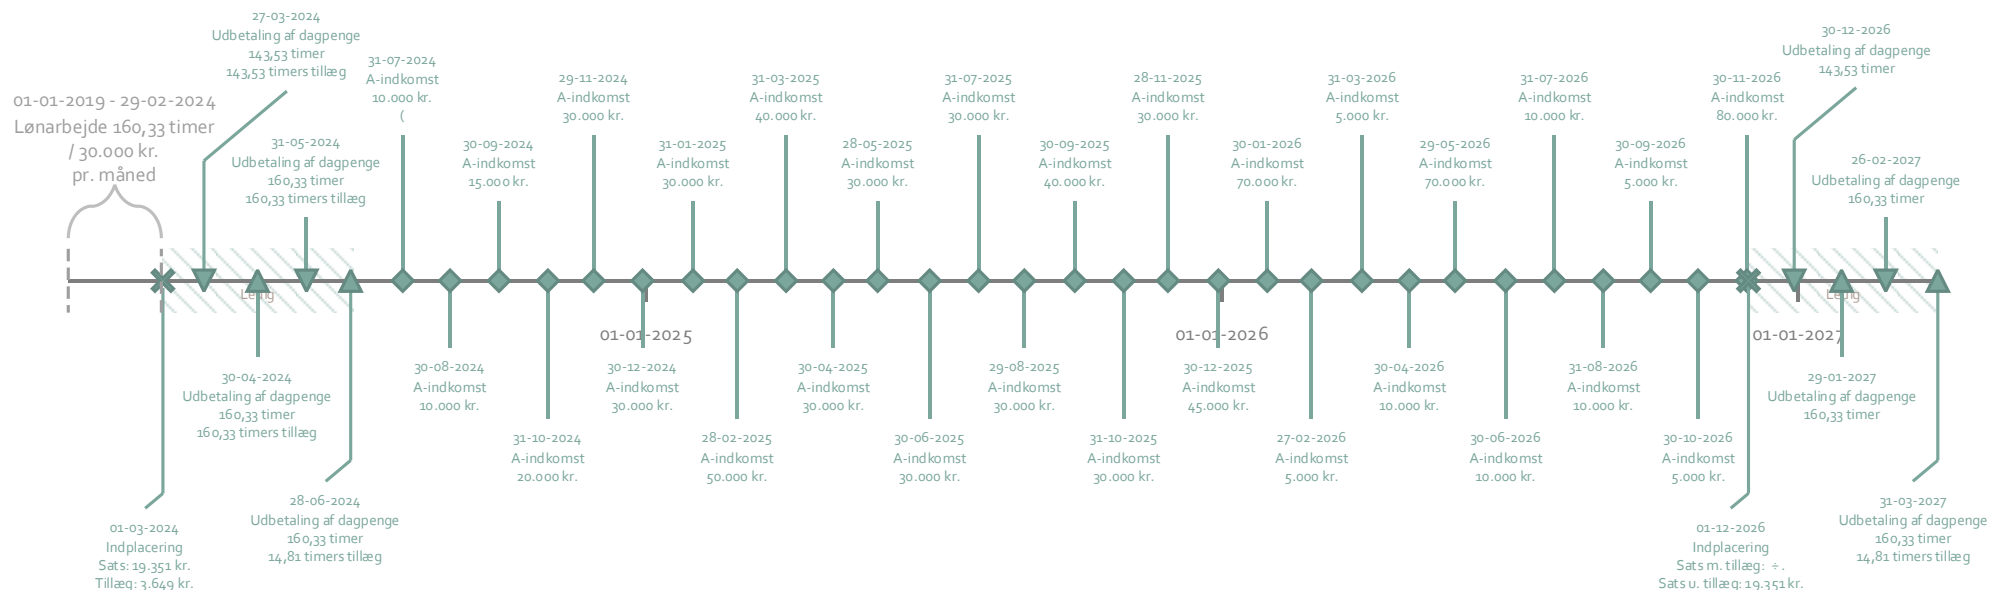 01-01-2019 - 29-02-2024
Lønarbejde 160,33 timer
/ 30.000 kr.
pr. måned
27-03-2024
Udbetaling af dagpenge
143,53 timer
143,53 timers tillæg
31-05-2024
Udbetaling af dagpenge
160,33 timer
160,33 timers tillæg
31-07-2024
A-indkomst
10.000 kr.
(
30-09-2024
A-indkomst
15.000 kr.
29-11-2024
A-indkomst
30.000 kr.
31-01-2025
A-indkomst
30.000 kr.
31-03-2025
A-indkomst
40.000 kr.
28-05-2025
A-indkomst
30.000 kr.
31-07-2025
A-indkomst
30.000 kr.
30-09-2025
A-indkomst
40.000 kr.
28-11-2025
A-indkomst
30.000 kr.
30-01-2026
A-indkomst
70.000 kr.
31-03-2026
A-indkomst
5.000 kr.
29-05-2026
A-indkomst
70.000 kr.
31-07-2026
A-indkomst
10.000 kr.
30-09-2026
A-indkomst
5.000 kr.
30-11-2026
A-indkomst
80.000 kr.
30-12-2026
Udbetaling af dagpenge
143,53 timer
26-02-2027
Udbetaling af dagpenge
160,33 timer
Ledig
Ledig
01-01-2025
01-01-2026
01-01-2027
01-03-2024
Indplacering
Sats: 19.351 kr.
Tillæg: 3.649 kr.
30-04-2024
Udbetaling af dagpenge
160,33 timer
160,33 timers tillæg
28-06-2024
Udbetaling af dagpenge
160,33 timer
14,81 timers tillæg
30-08-2024
A-indkomst
10.000 kr.
31-10-2024
A-indkomst
20.000 kr.
30-12-2024
A-indkomst
30.000 kr.
28-02-2025
A-indkomst
50.000 kr.
30-04-2025
A-indkomst
30.000 kr.
30-06-2025
A-indkomst
30.000 kr.
29-08-2025
A-indkomst
30.000 kr.
31-10-2025
A-indkomst
30.000 kr.
30-12-2025
A-indkomst
45.000 kr.
27-02-2026
A-indkomst
5.000 kr.
30-04-2026
A-indkomst
10.000 kr.
30-06-2026
A-indkomst
10.000 kr.
31-08-2026
A-indkomst
10.000 kr.
30-10-2026
A-indkomst
5.000 kr.
01-12-2026
Indplacering
Sats m. tillæg: ÷ .
Sats u. tillæg: 19.351 kr.
29-01-2027
Udbetaling af dagpenge
160,33 timer
31-03-2027
Udbetaling af dagpenge
160,33 timer
14,81 timers tillæg